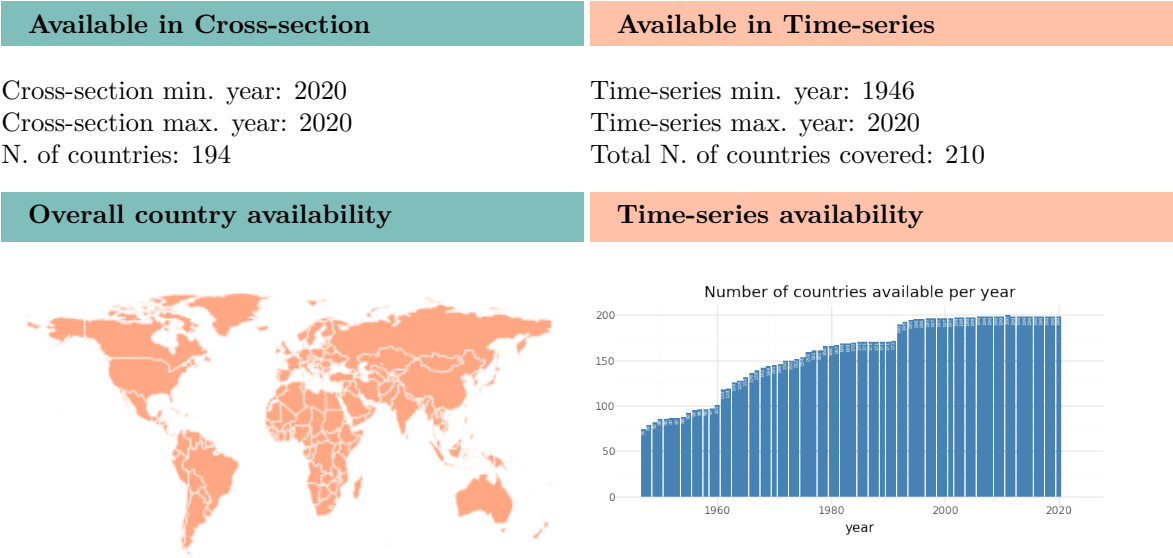 Available in Cross-section
Cross-section min. year: 2020
Cross-section max. year: 2020
N. of countries: 194
Available in Time-series
Time-series min. year: 1946
Time-series max. year: 2020
Total N. of countries covered: 210
Overall country availability
Time-series availability
Number of countries available per year
200
150
100
50
0
1960
1980
2000
2020
year